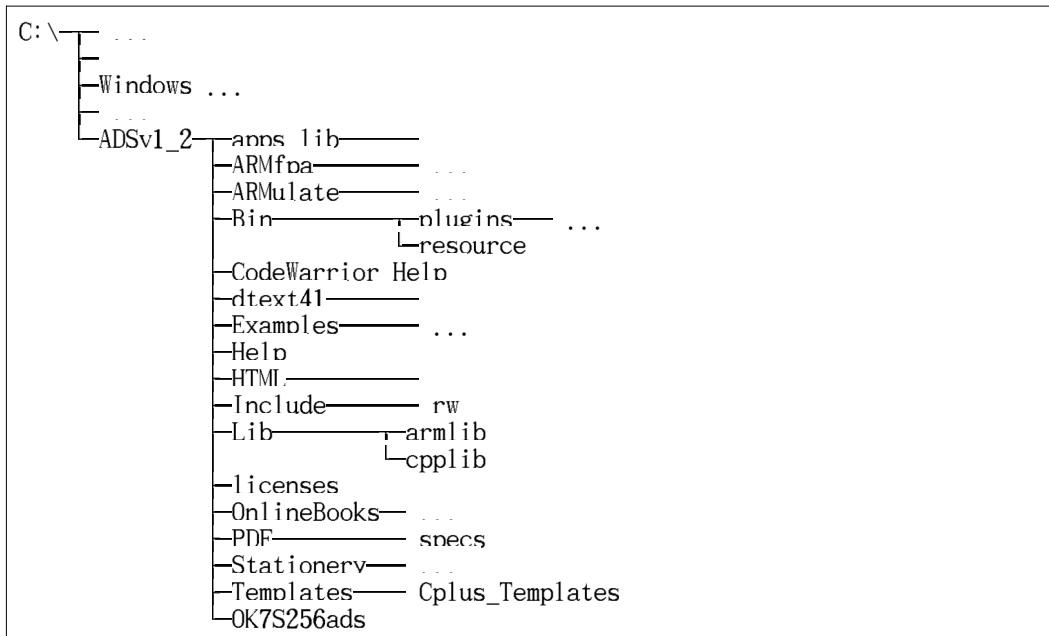 C:\ ...
Windows ...
...
ADSv1_2 apps_lib
ARMfpa ...
ARMulate ...
Bin plugins ...
resource
CodeWarrior Help
dtext41
Examples ...
Help
HTML
Include rw
Lib armlib
cpplib
licenses
OnlineBooks ...
PDF specs
Stationery ...
Templates Cplus_Templates
OK7S256ads